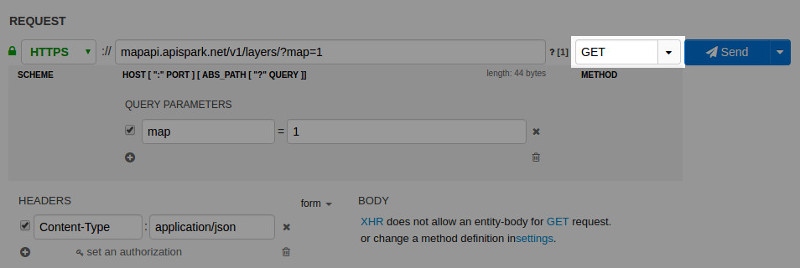 REQUEST
HTTPS :// mapapi.apispark.net/v1/layers/?map=1 ? [1] GET Send
SCHEME HOST [ ":" PORT ] [ ABS_PATH [ "?" QUERY ]] length: 44 bytes METHOD
QUERY PARAMETERS
map = 1
HEADERS form BODY
Content-Type : application/json
XHR does not allow an entity-body for GET request.
or change a method definition insettings.
set an authorization